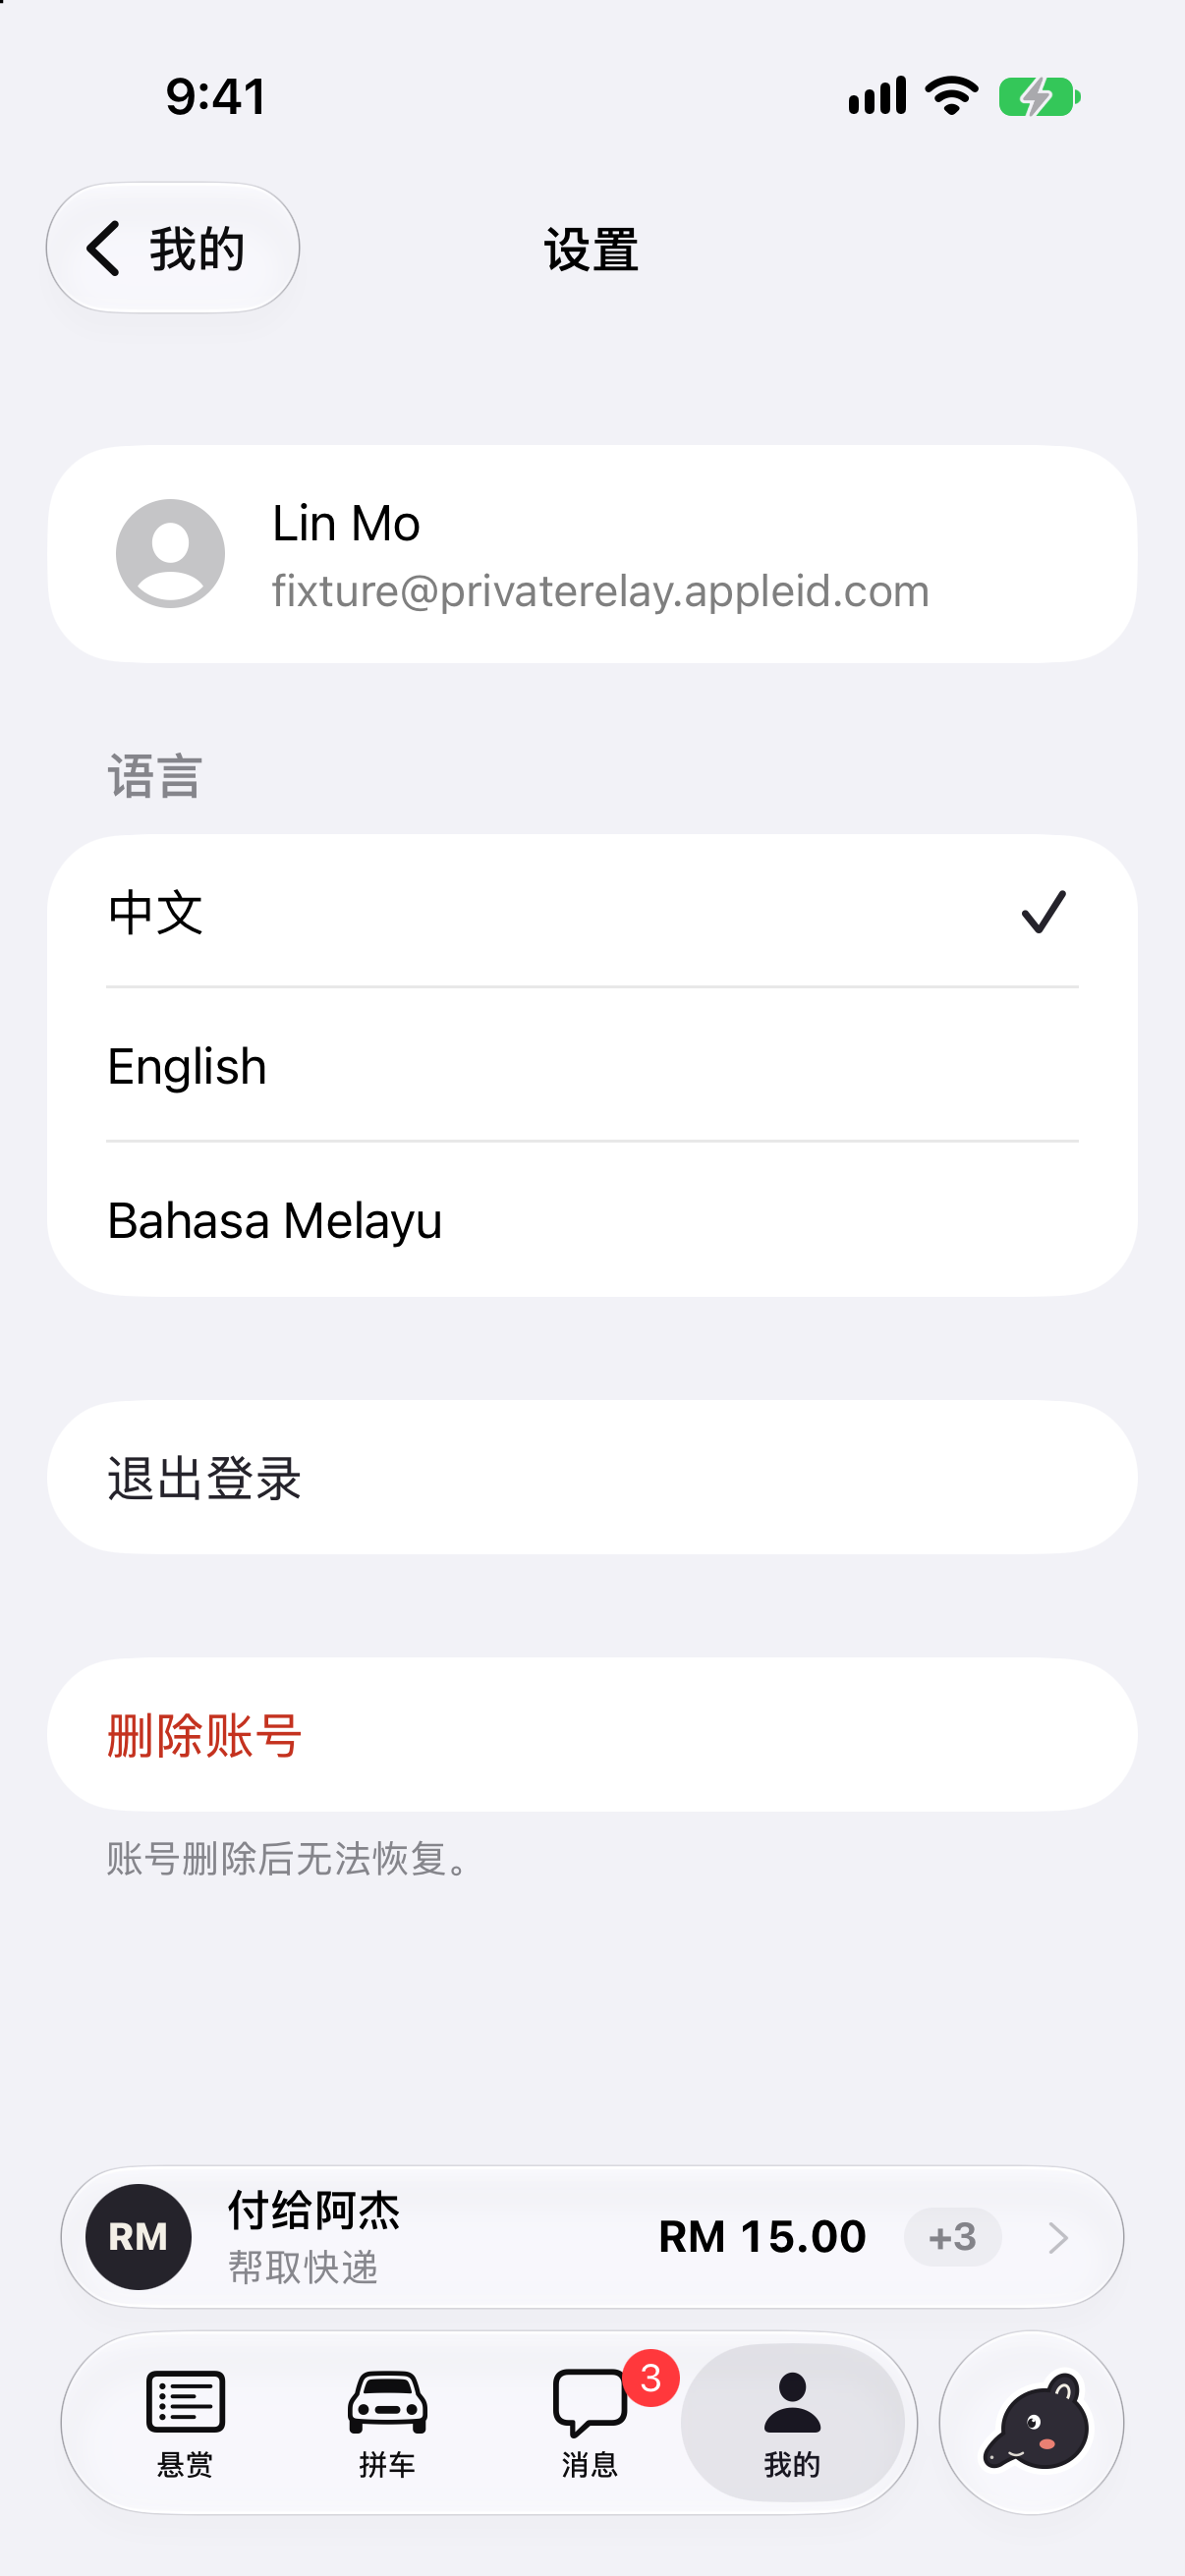 9:41
我的
设置
Lin Mo
fixture@privaterelay.appleid.com
语言
中文
English
Bahasa Melayu
退出登录
删除账号
账号删除后无法恢复。
RM
付给阿杰
帮取快递
RM 15.00
+3
悬赏
拼车
消息
3
我的